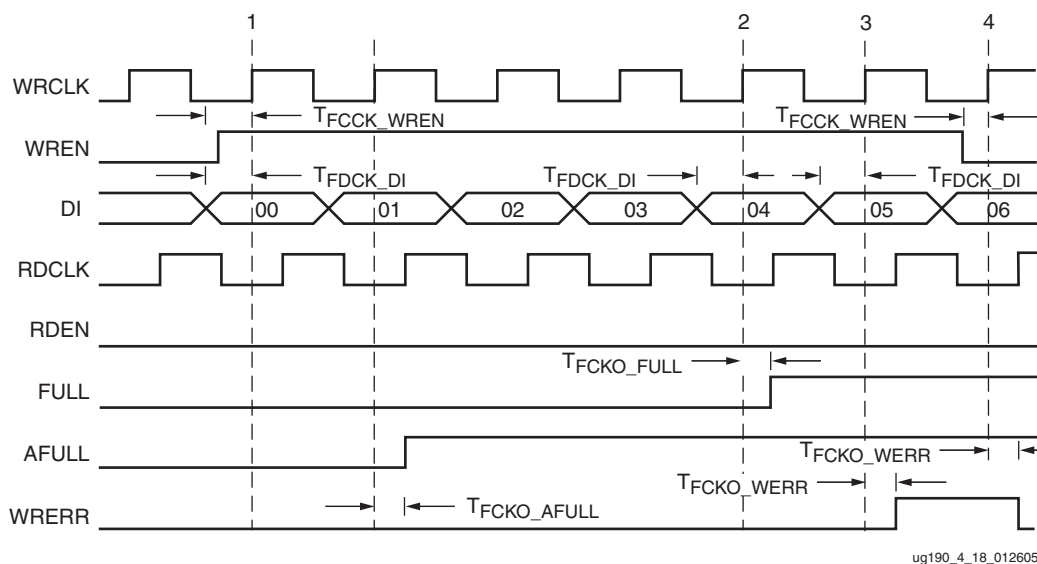 1 2 3 4
WRCLK
TFCCK_WREN TFCCK_WREN
WREN
TFDCK_DI TFDCK_DI TFDCK_DI
DI 00 01 02 03 04 05 06
RDCLK
RDEN
TFCKO_FULL
FULL
AFULL
TFCKO_WERR
TFCKO_WERR
TFCKO_AFULL
WRERR
ug190_4_18_012605